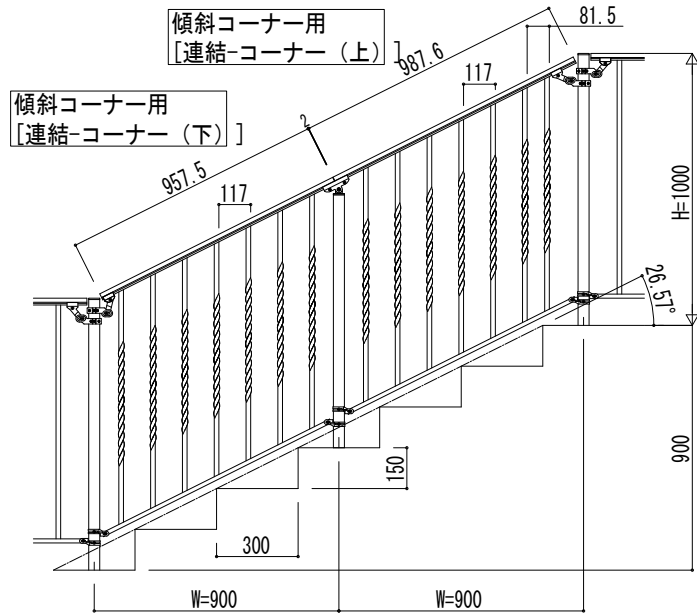 傾斜コーナー用
[連結-コーナー（上）]
987.6
81.5
傾斜コーナー用
[連結-コーナー（下）]
957.5
2
117
117
H=1000
26.57°
900
150
300
W=900
W=900